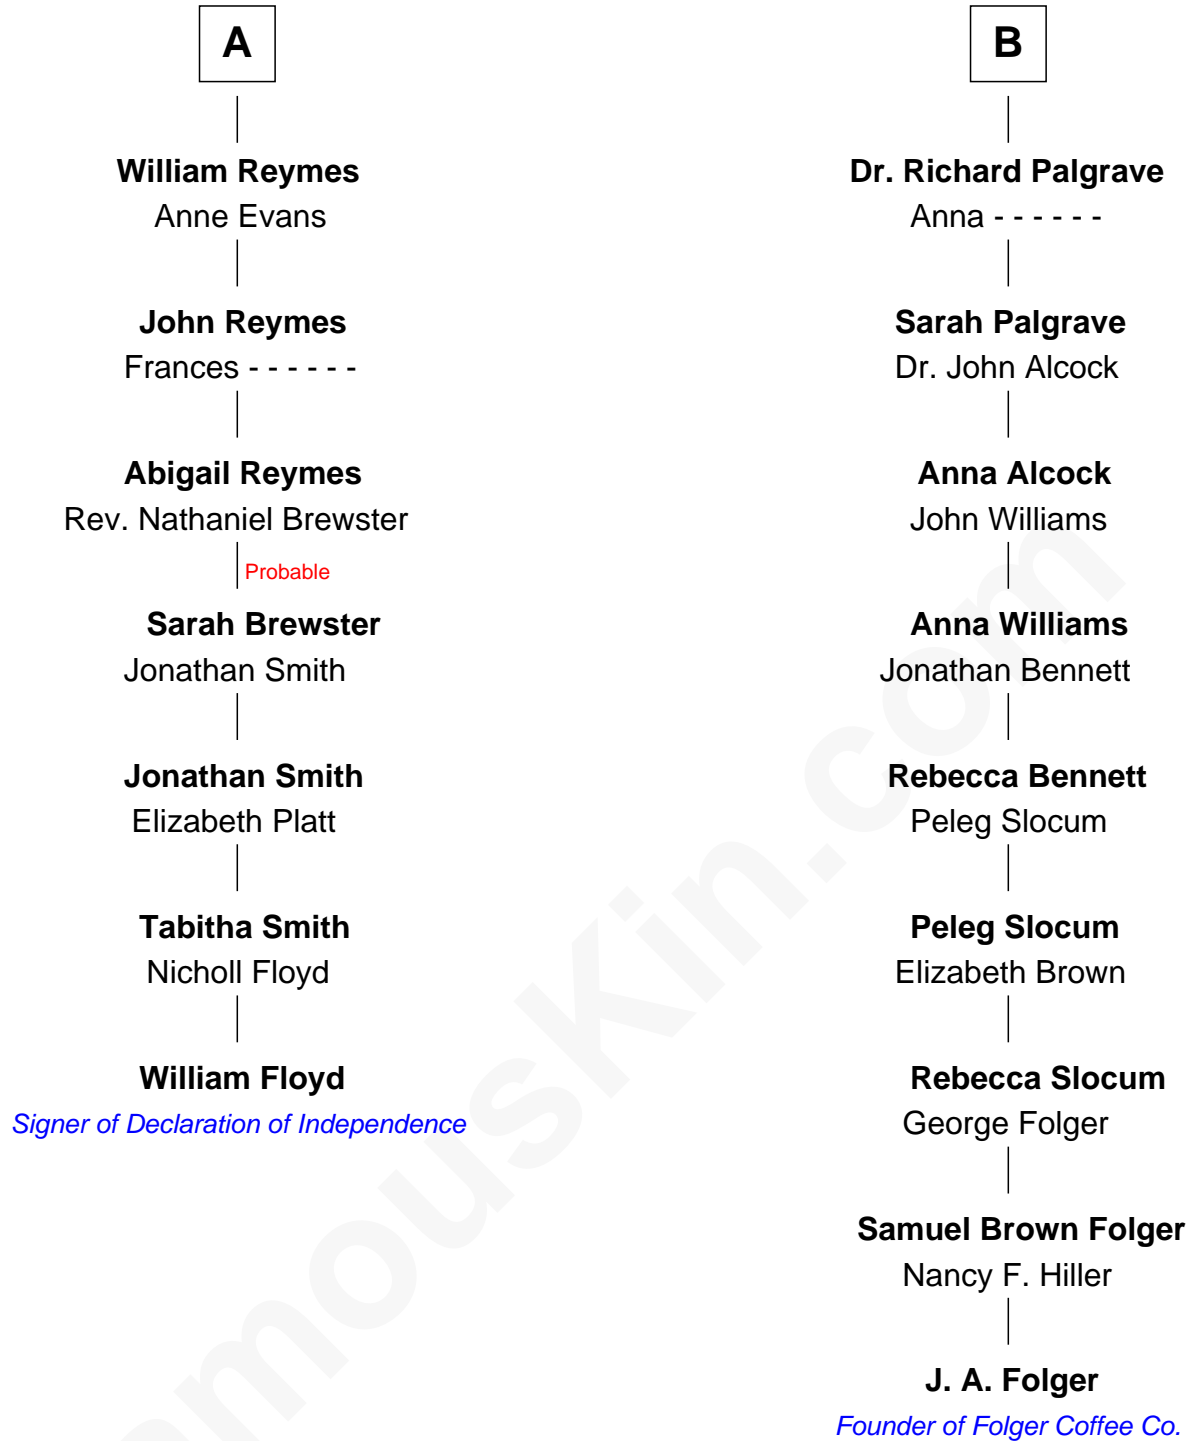 A
William Reymes
Anne Evans
John Reymes
Frances - - - - - -
Abigail Reymes
Rev. Nathaniel Brewster
Probable
Sarah Brewster
Jonathan Smith
Jonathan Smith
Elizabeth Platt
Tabitha Smith
Nicholl Floyd
William Floyd
Signer of Declaration of Independence
B
Dr. Richard Palgrave
Anna - - - - - -
Sarah Palgrave
Dr. John Alcock
Anna Alcock
John Williams
Anna Williams
Jonathan Bennett
Rebecca Bennett
Peleg Slocum
Peleg Slocum
Elizabeth Brown
Rebecca Slocum
George Folger
Samuel Brown Folger
Nancy F. Hiller
J. A. Folger
Founder of Folger Coffee Co.
amouskin.com